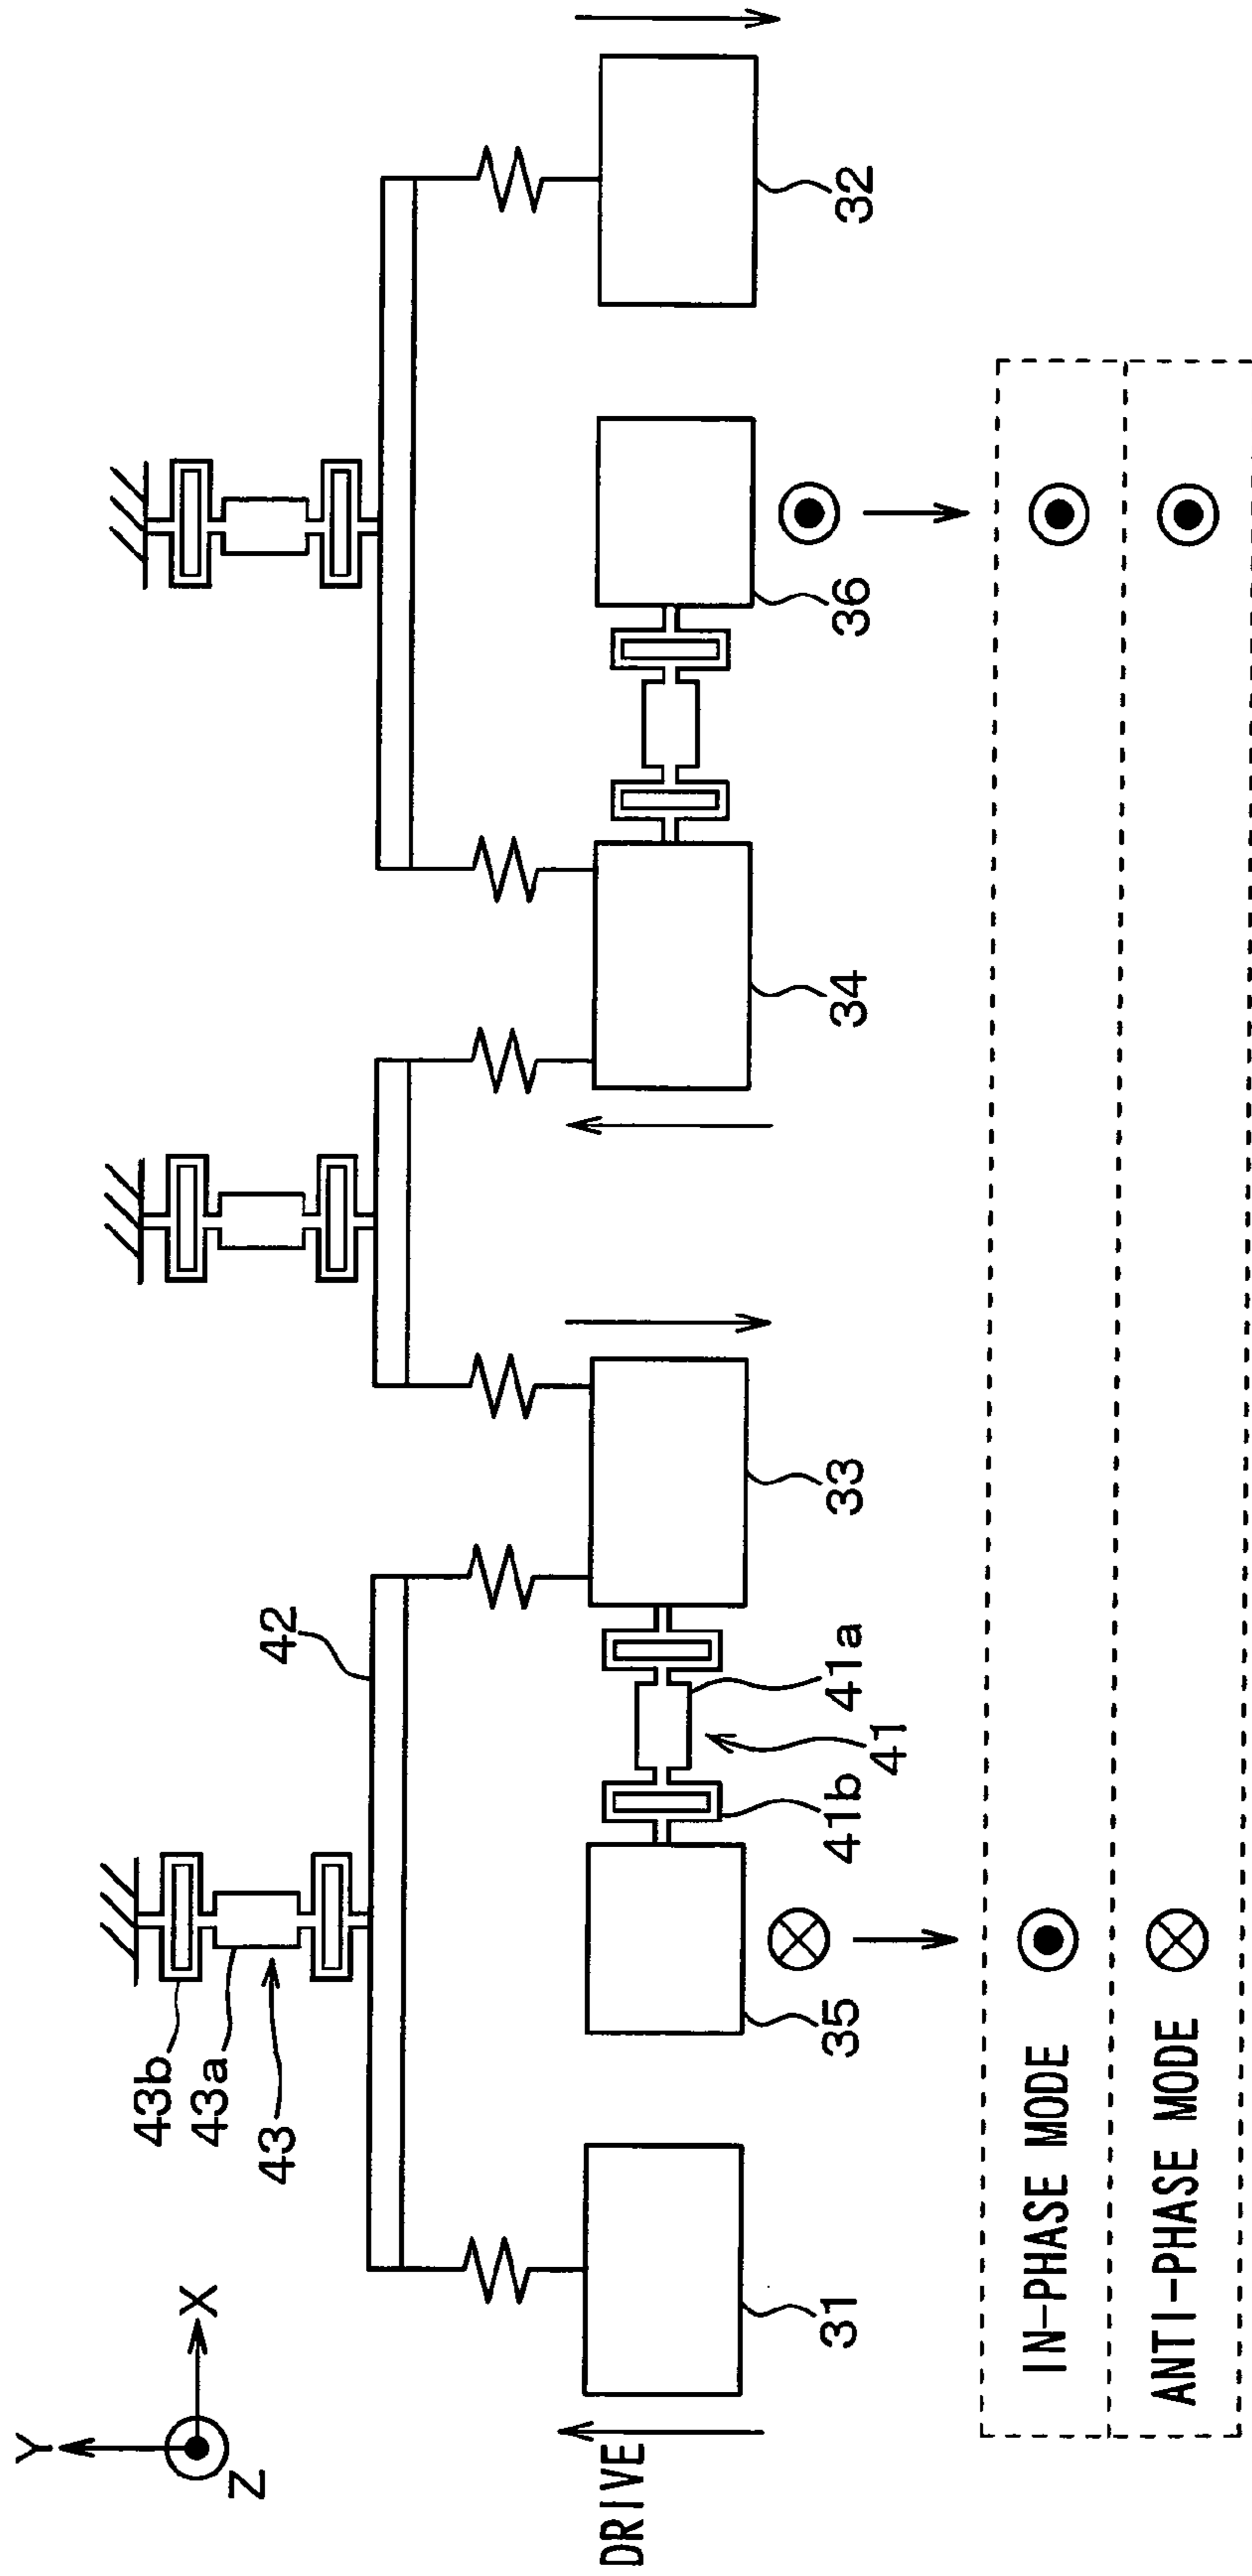 Y
X
Z
43b
43a
43
42
DRIVE
31
35
41b
41
41a
33
34
36
32
IN-PHASE MODE
ANTI-PHASE MODE